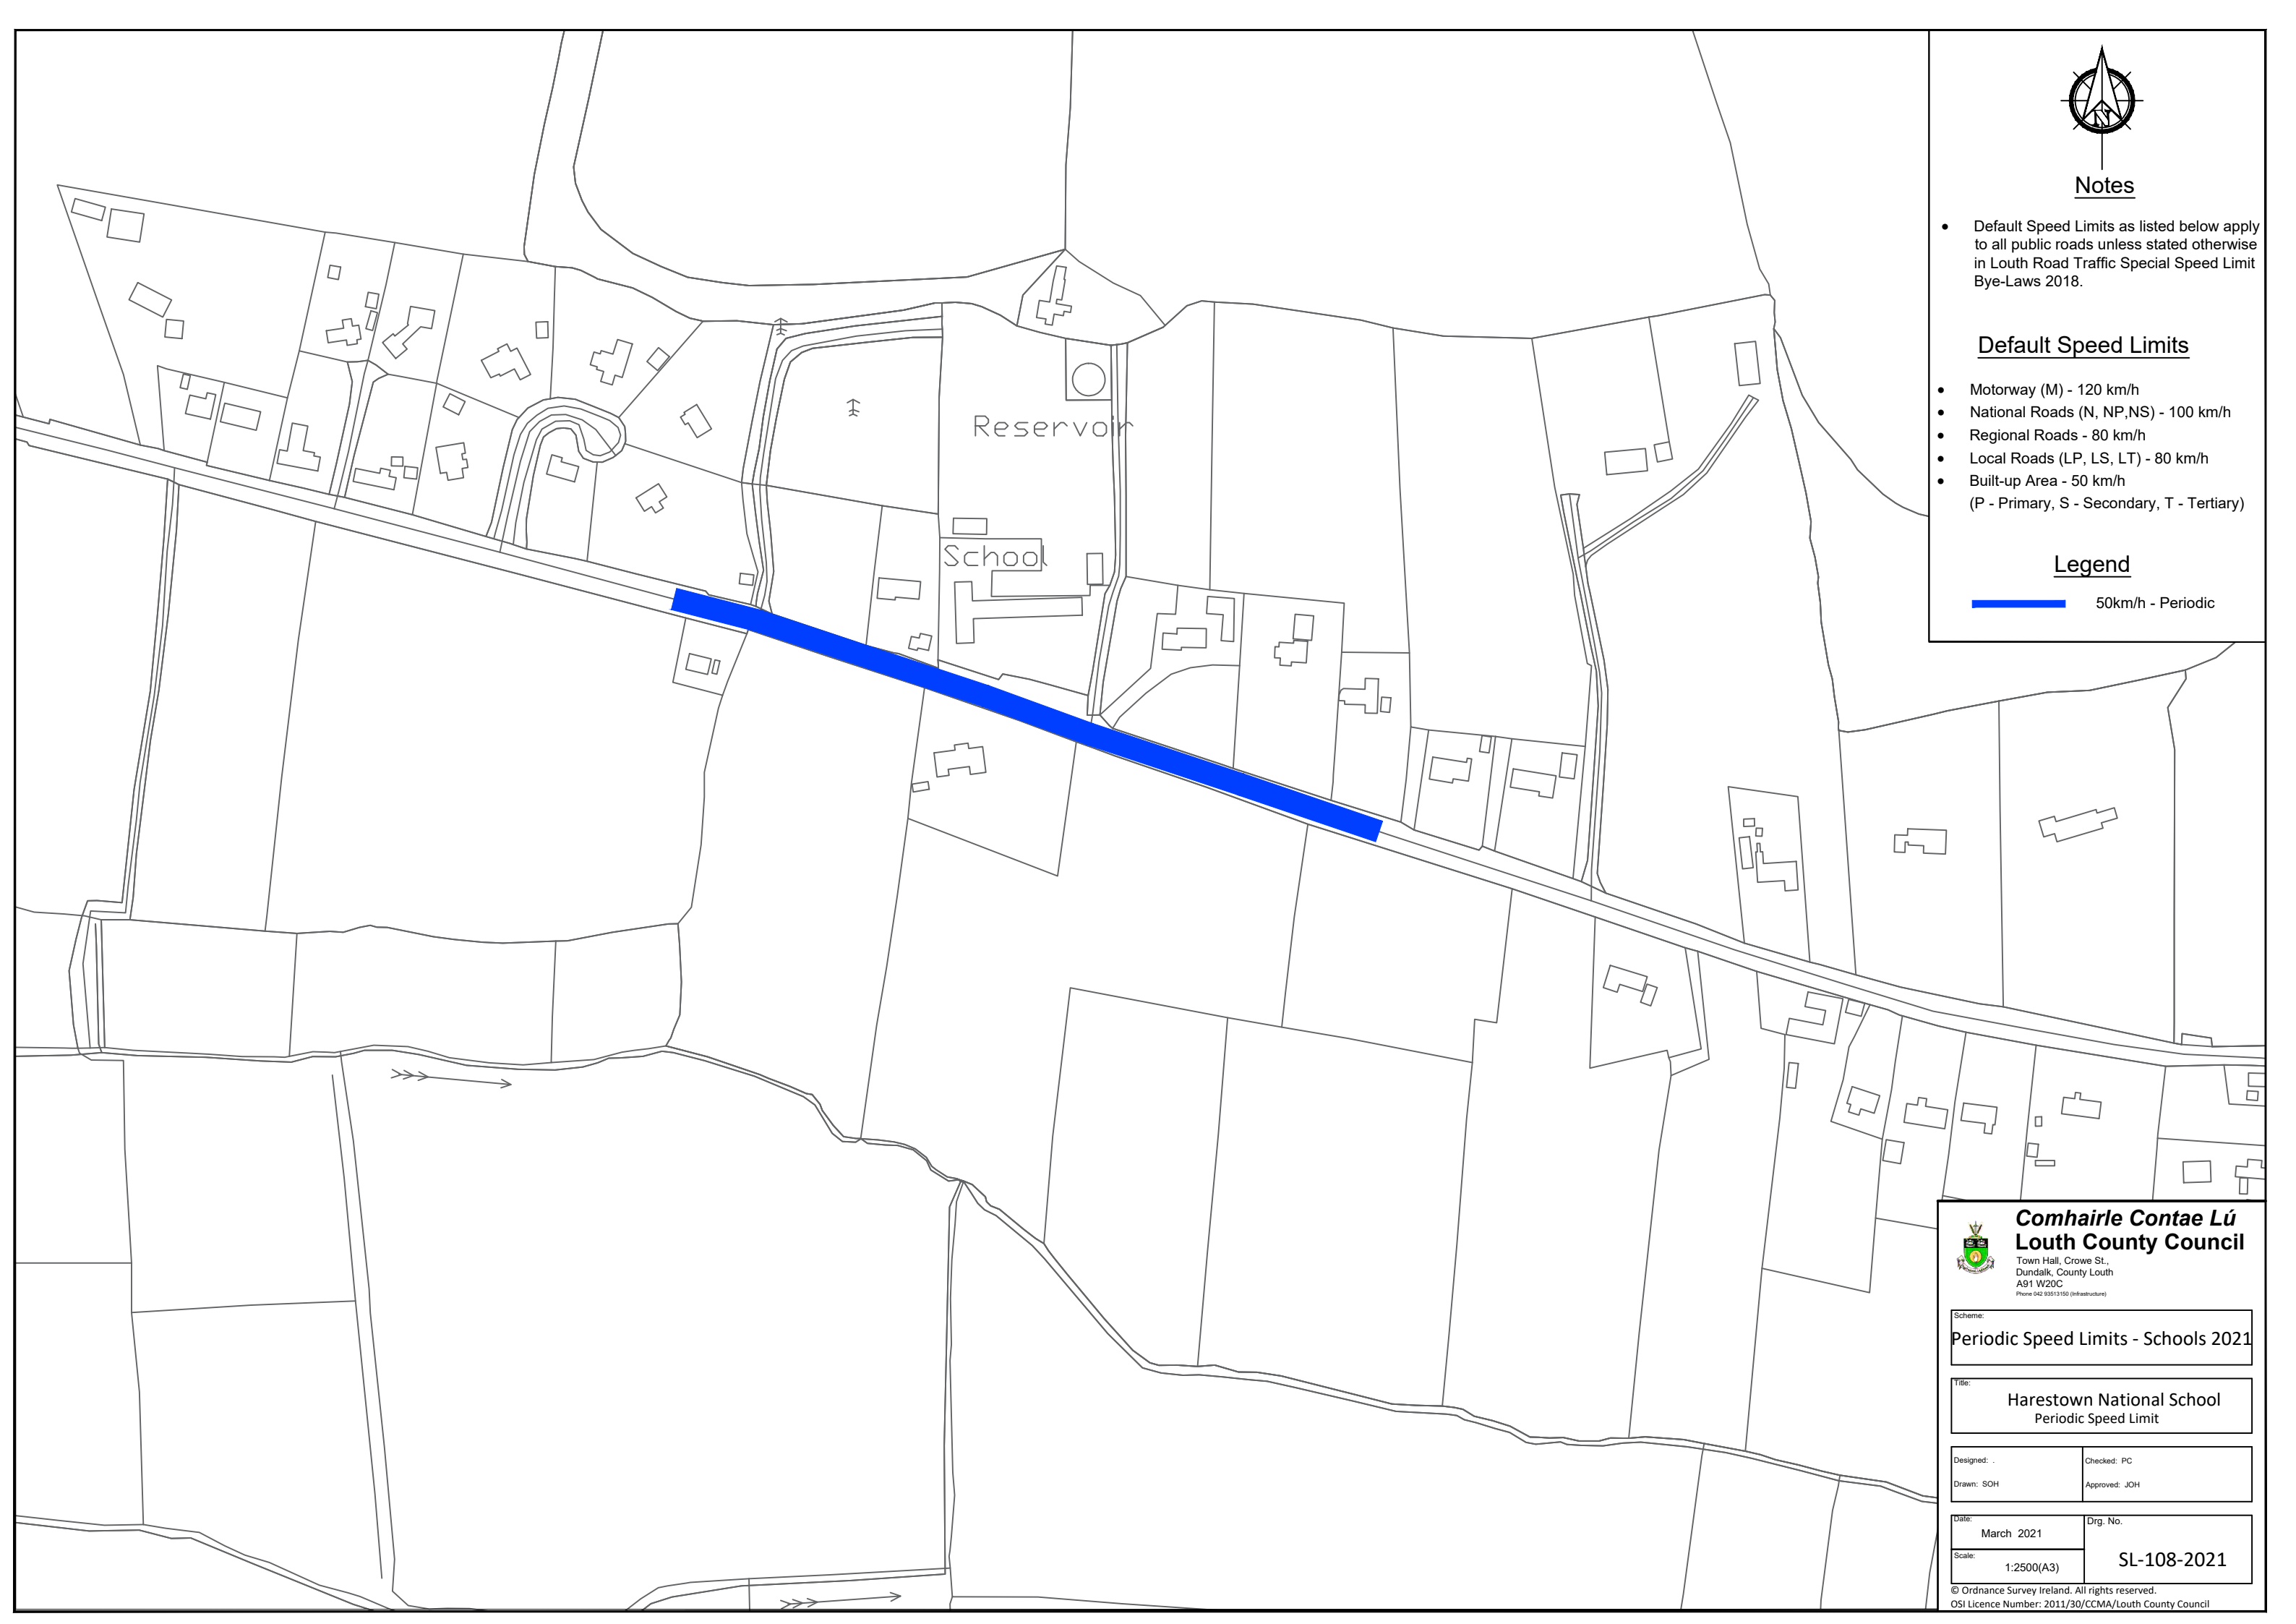 N
Notes
• Default Speed Limits as listed below apply
to all public roads unless stated otherwise
in Louth Road Traffic Special Speed Limit
Bye-Laws 2018.
Default Speed Limits
• Motorway (M) - 120 km/h
• National Roads (N, NP,NS) - 100 km/h
• Regional Roads - 80 km/h
• Local Roads (LP, LS, LT) - 80 km/h
• Built-up Area - 50 km/h
(P - Primary, S - Secondary, T - Tertiary)
Legend
50km/h - Periodic
Reservoir
School
Comhairle Contae Lú
Louth County Council
Town Hall, Crowe St.,
Dundalk, County Louth
A91 W20C
Phone 042 93513150 (Infrastructure)
Scheme:
Periodic Speed Limits - Schools 2021
Title:
Harestown National School
Periodic Speed Limit
Designed: .
Checked: PC
Drawn: SOH
Approved: JOH
Date:
March 2021
Drg. No.
SL-108-2021
Scale:
1:2500(A3)
© Ordnance Survey Ireland. All rights reserved.
OSI Licence Number: 2011/30/CCMA/Louth County Council